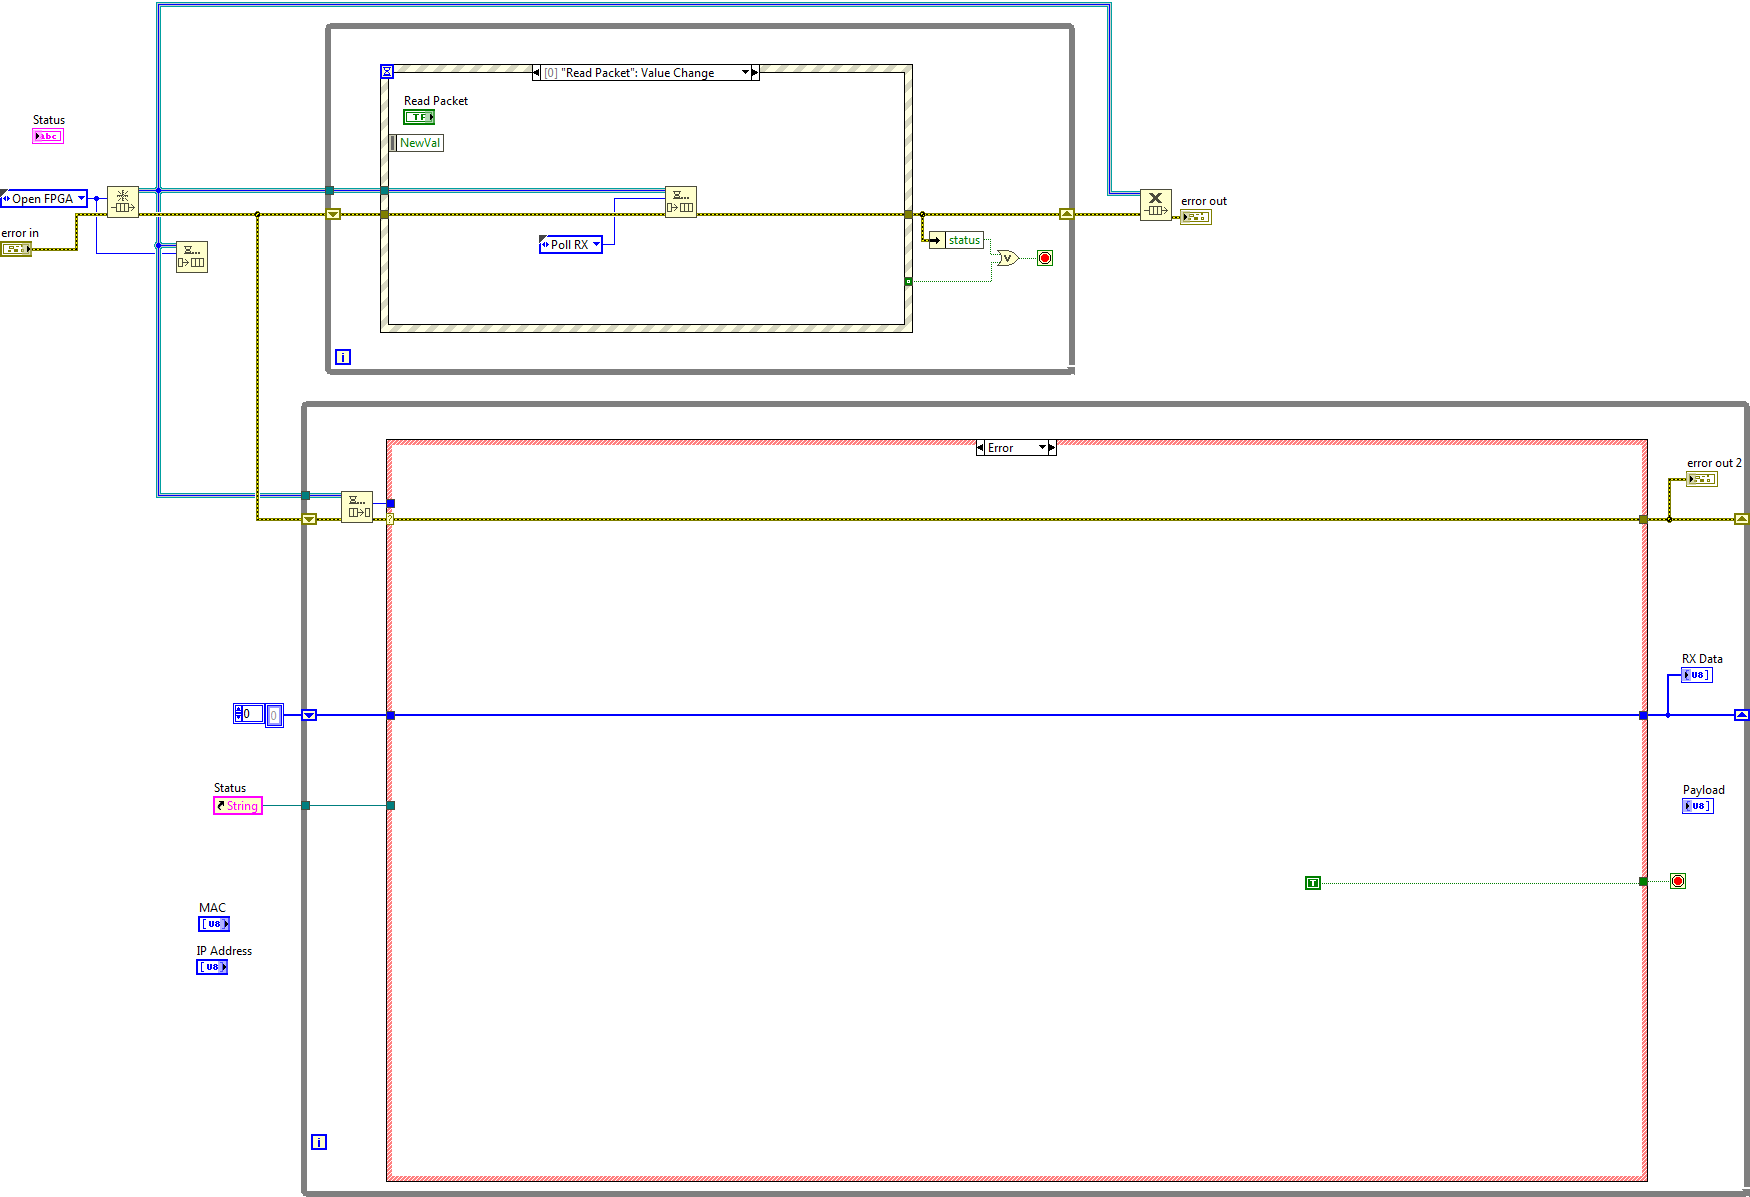 [0] "Read Packet": Value Change
Read Packet
TF
NewVal
Status
abc
Open FPGA
error in
Poll RX
error out
status
V
i
Error
error out 2
RX Data
U8
0
0
Status
String
Payload
U8
T
MAC
U8
IP Address
U8
i